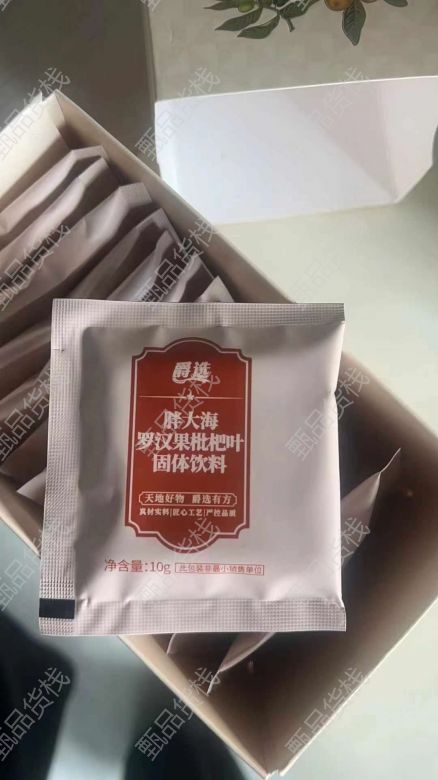 爵选
胖大海
罗汉果枇杷叶
固体饮料
天地好物 爵选有方
真材实料|匠心工艺|严控品质
净含量:10g 此包装非最小销售单位
甄品货栈